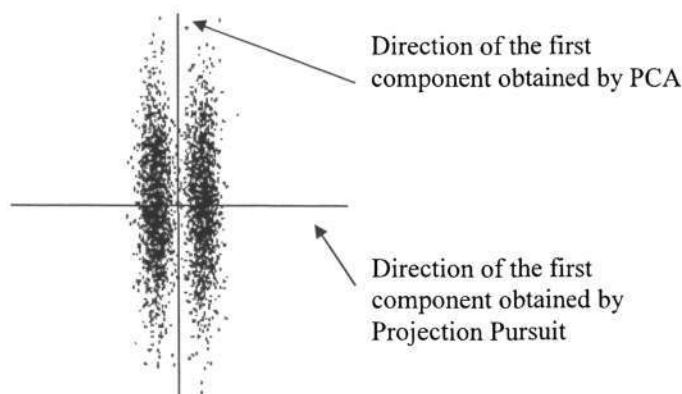 Direction of the first
component obtained by PCA
Direction of the first
component obtained by
Projection Pursuit